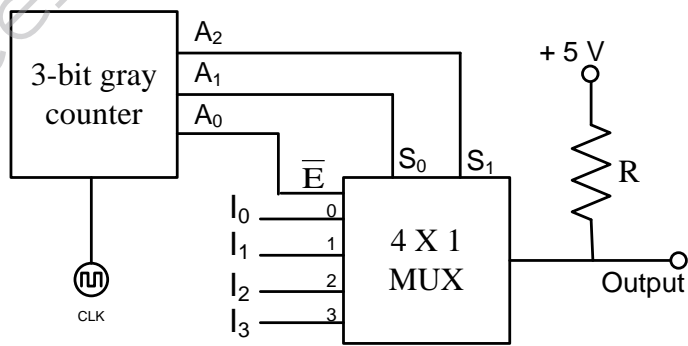 3-bit gray
counter
A₂
A₁
A₀
CLK
E̅
S₀
S₁
I₀
I₁
I₂
I₃
0
1
2
3
4 X 1
MUX
+ 5 V
R
Output